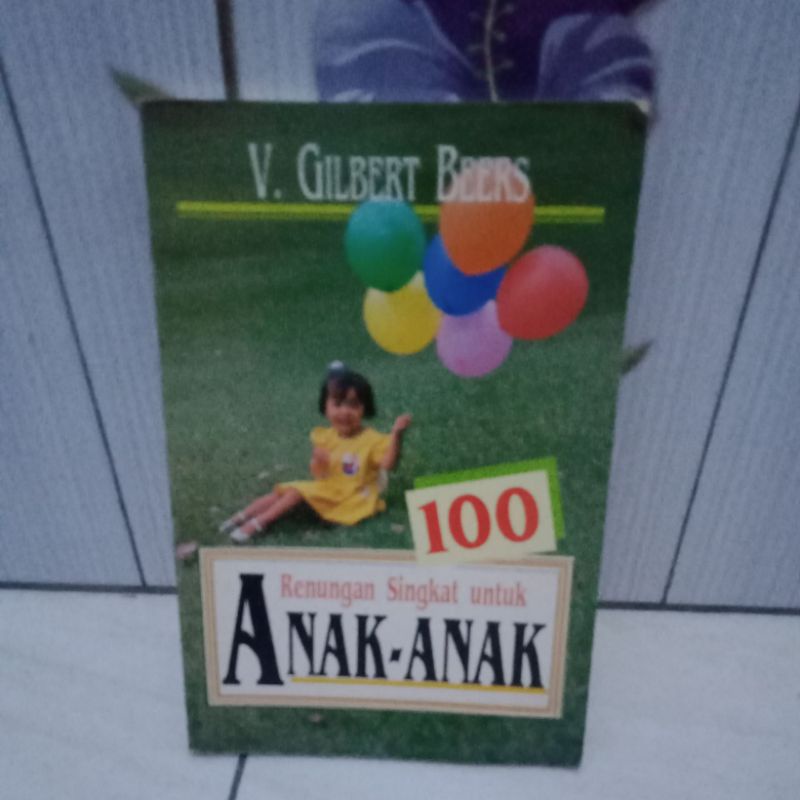 V. GILBERT BEERS
100
Renungan Singkat untuk
ANAK-ANAK